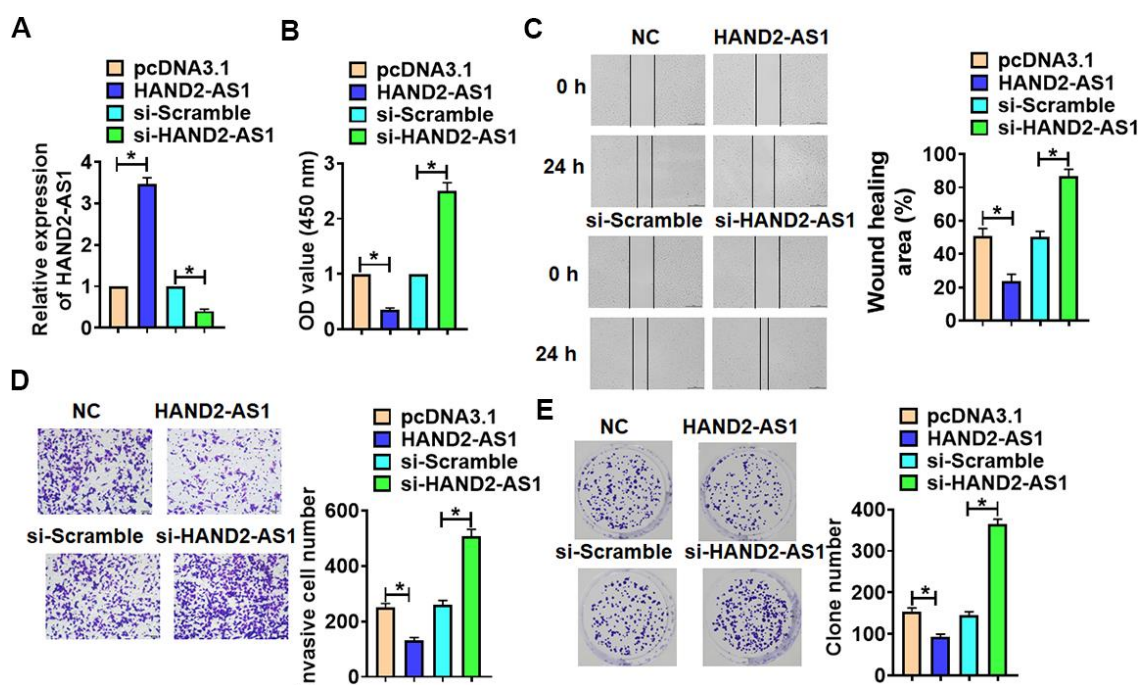 A
pcDNA3.1
HAND2-AS1
si-Scramble
si-HAND2-AS1
Relative expression
of HAND2-AS1
4
3
2
1
0
*
*
B
pcDNA3.1
HAND2-AS1
si-Scramble
si-HAND2-AS1
OD value (450 nm)
3
2
1
0
*
*
C
NC
HAND2-AS1
0 h
24 h
si-Scramble
si-HAND2-AS1
0 h
24 h
pcDNA3.1
HAND2-AS1
si-Scramble
si-HAND2-AS1
Wound healing
area (%)
100
80
60
40
20
0
*
*
D
NC
HAND2-AS1
si-Scramble
si-HAND2-AS1
pcDNA3.1
HAND2-AS1
si-Scramble
si-HAND2-AS1
nvasive cell number
600
400
200
0
*
*
E
NC
HAND2-AS1
si-Scramble
si-HAND2-AS1
pcDNA3.1
HAND2-AS1
si-Scramble
si-HAND2-AS1
Clone number
400
300
200
100
0
*
*